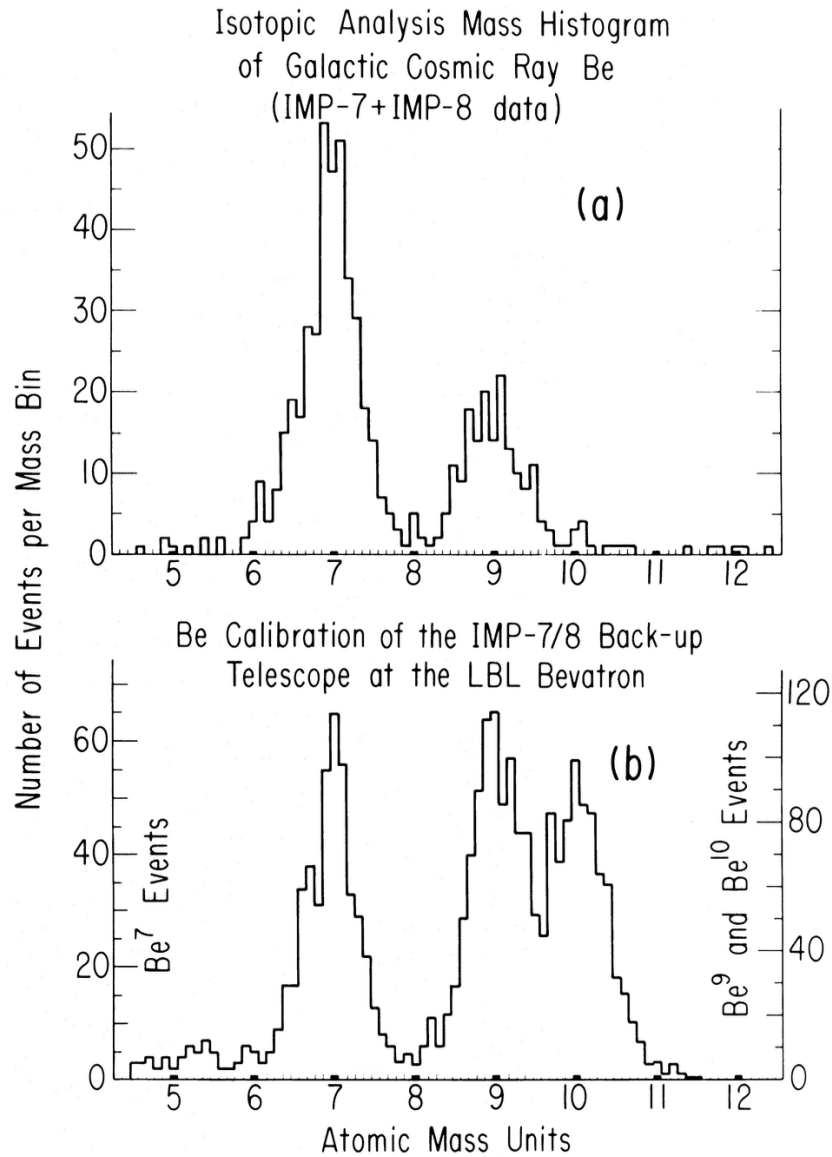 Isotopic Analysis Mass Histogram
of Galactic Cosmic Ray Be
(IMP-7+IMP-8 data)
(a)
50
40
30
20
10
0
5 6 7 8 9 10 11 12
Number of Events per Mass Bin
Be Calibration of the IMP-7/8 Back-up
Telescope at the LBL Bevatron
(b)
60
40
20
0
Be⁷ Events
120
80
40
0
Be⁹ and Be¹⁰ Events
5 6 7 8 9 10 11 12
Atomic Mass Units